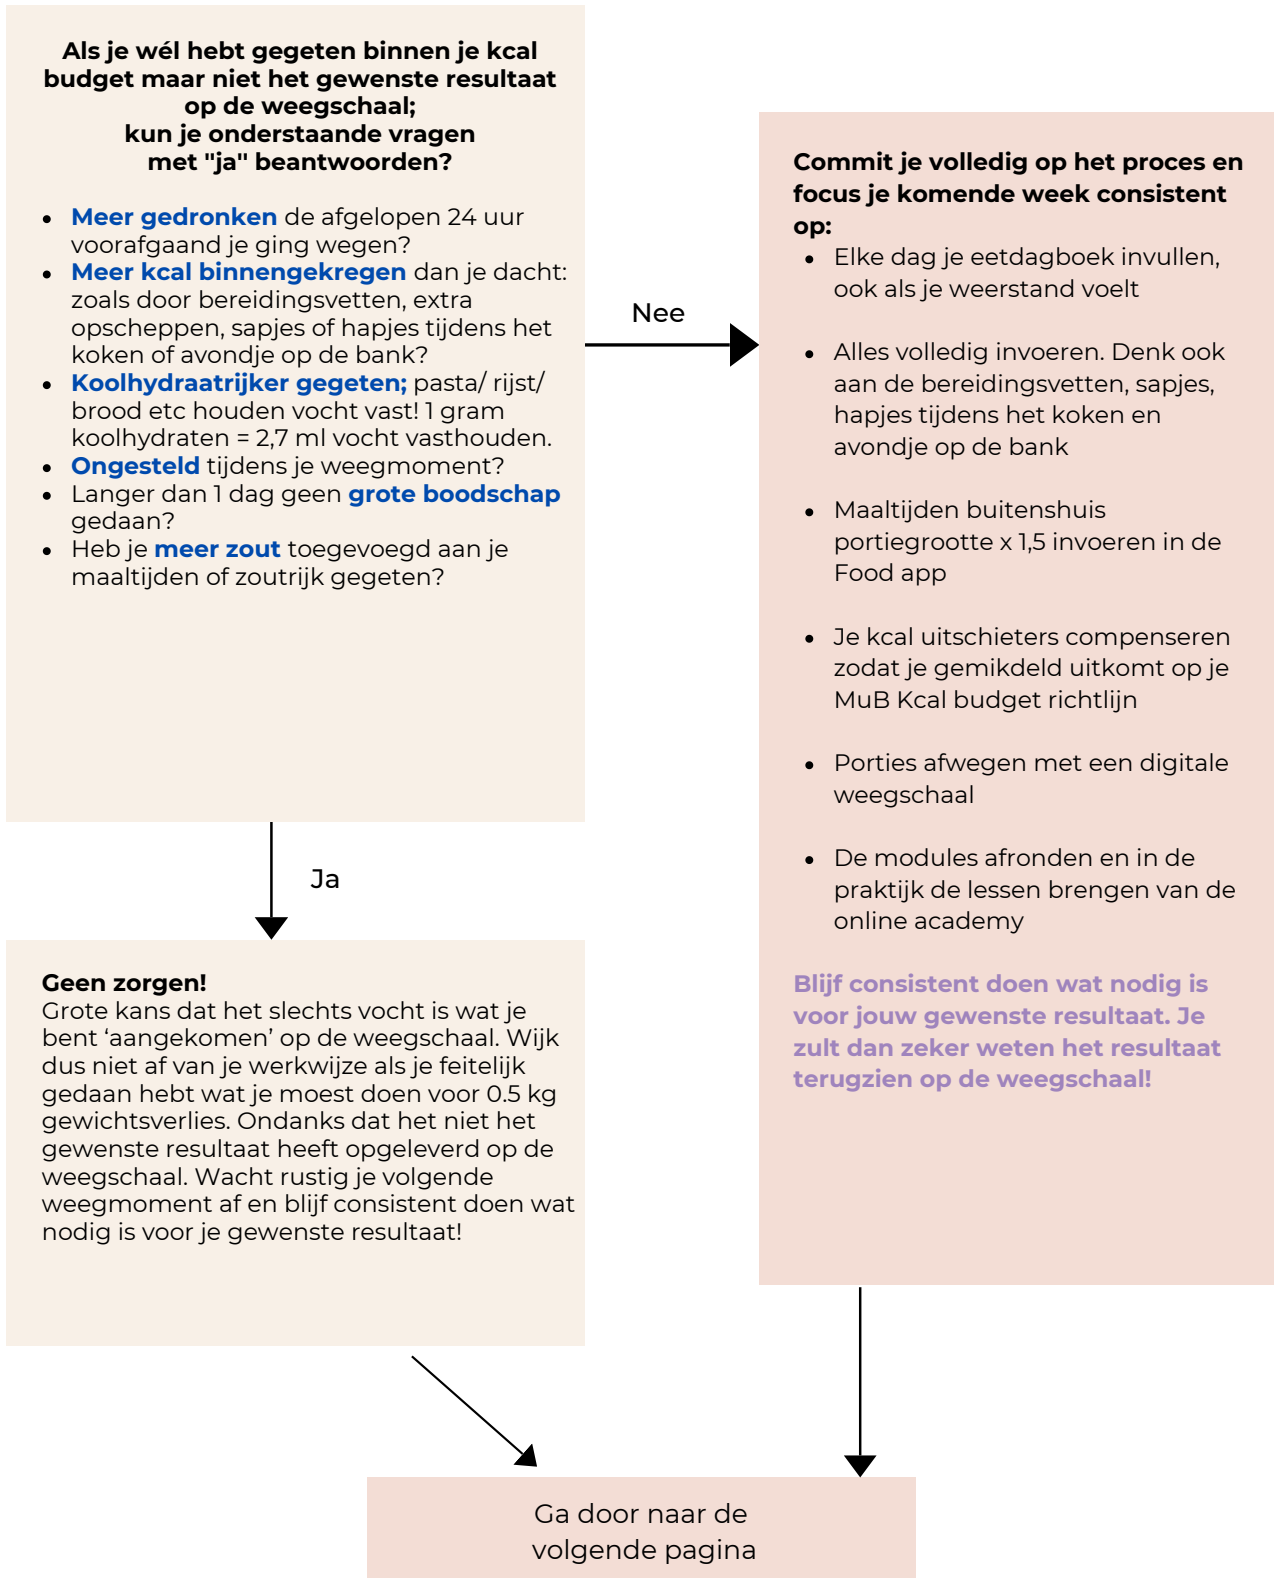 Als je wél hebt gegeten binnen je kcal
budget maar niet het gewenste resultaat
op de weegschaal;
kun je onderstaande vragen
met "ja" beantwoorden?
• Meer gedronken de afgelopen 24 uur
voorafgaand je ging wegen?
• Meer kcal binnengekregen dan je dacht:
zoals door bereidingsvetten, extra
opscheppen, sapjes of hapjes tijdens het
koken of avondje op de bank?
• Koolhydraatrijker gegeten; pasta/ rijst/
brood etc houden vocht vast! 1 gram
koolhydraten = 2,7 ml vocht vasthouden.
• Ongesteld tijdens je weegmoment?
• Langer dan 1 dag geen grote boodschap
gedaan?
• Heb je meer zout toegevoegd aan je
maaltijden of zoutrijk gegeten?
Nee
Commit je volledig op het proces en
focus je komende week consistent
op:
• Elke dag je eetdagboek invullen,
ook als je weerstand voelt
• Alles volledig invoeren. Denk ook
aan de bereidingsvetten, sapjes,
hapjes tijdens het koken en
avondje op de bank
• Maaltijden buitenshuis
portiegrootte x 1,5 invoeren in de
Food app
• Je kcal uitschieters compenseren
zodat je gemikdeld uitkomt op je
MuB Kcal budget richtlijn
• Porties afwegen met een digitale
weegschaal
• De modules afronden en in de
praktijk de lessen brengen van de
online academy
Blijf consistent doen wat nodig is
voor jouw gewenste resultaat. Je
zult dan zeker weten het resultaat
terugzien op de weegschaal!
Ja
Geen zorgen!
Grote kans dat het slechts vocht is wat je
bent ‘aangekomen’ op de weegschaal. Wijk
dus niet af van je werkwijze als je feitelijk
gedaan hebt wat je moest doen voor 0.5 kg
gewichtsverlies. Ondanks dat het niet het
gewenste resultaat heeft opgeleverd op de
weegschaal. Wacht rustig je volgende
weegmoment af en blijf consistent doen wat
nodig is voor je gewenste resultaat!
Ga door naar de
volgende pagina